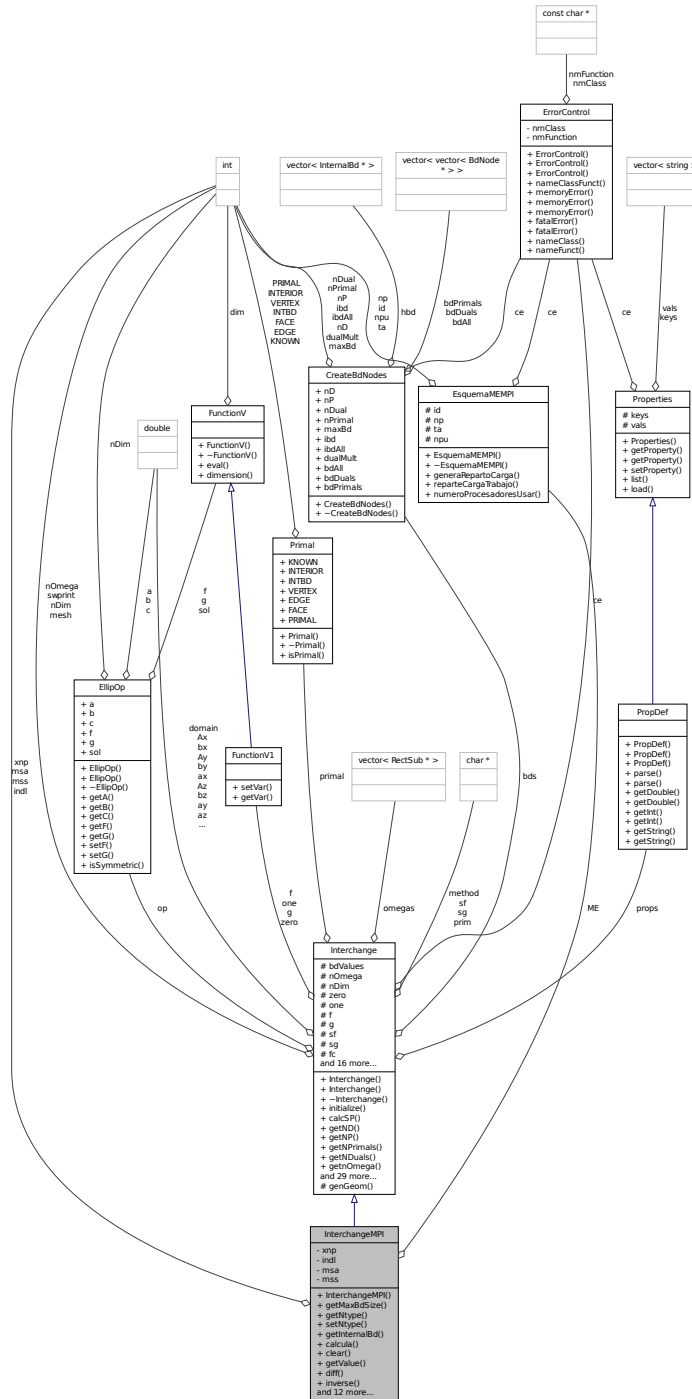 const char *
nmFunction
nmClass
ErrorControl
- nmClass
- nmFunction
+ ErrorControl()
+ ErrorControl()
+ ErrorControl()
+ nameClassFunct()
+ memoryError()
+ memoryError()
+ memoryError()
+ fatalError()
+ fatalError()
+ nameClass()
+ nameFunct()
int
vector< InternalBd * >
vector< vector< BdNode
* > >
vector< string >
dim
PRIMAL
INTERIOR
VERTEX
INTBD
FACE
EDGE
KNOWN
nDual
nPrimal
nP
ibd
ibdAll
nD
dualMult
maxBd
np
id
npu
ta
hbd
bdPrimals
bdDuals
bdAll
ce
ce
ce
vals
keys
CreateBdNodes
+ nD
+ nP
+ nDual
+ nPrimal
+ maxBd
+ ibd
+ ibdAll
+ dualMult
+ bdAll
+ bdDuals
+ bdPrimals
+ CreateBdNodes()
+ ~CreateBdNodes()
EsquemaMEMPI
# id
# np
# ta
# npu
+ EsquemaMEMPI()
+ ~EsquemaMEMPI()
+ generaRepartoCarga()
+ reparteCargaTrabajo()
+ numeroProcesadoresUsar()
Properties
# keys
# vals
+ Properties()
+ getProperty()
+ getProperty()
+ setProperty()
+ list()
+ load()
nDim
double
FunctionV
+ FunctionV()
+ ~FunctionV()
+ eval()
+ dimension()
Primal
+ KNOWN
+ INTERIOR
+ INTBD
+ VERTEX
+ EDGE
+ FACE
+ PRIMAL
+ Primal()
+ ~Primal()
+ isPrimal()
nOmega
swprint
nDim
mesh
a
b
c
f
g
sol
ce
EllipOp
+ a
+ b
+ c
+ f
+ g
+ sol
+ EllipOp()
+ EllipOp()
+ ~EllipOp()
+ getA()
+ getB()
+ getC()
+ getF()
+ getG()
+ setF()
+ setG()
+ isSymmetric()
PropDef
+ PropDef()
+ PropDef()
+ PropDef()
+ parse()
+ parse()
+ getDouble()
+ getDouble()
+ getInt()
+ getInt()
+ getString()
+ getString()
xnp
msa
mss
indl
domain
Ax
bx
Ay
by
ax
Az
bz
ay
az
...
FunctionV1
+ setVar()
+ getVar()
primal
vector< RectSub * >
char *
bds
op
f
one
g
zero
omegas
method
sf
sg
prim
ME
props
Interchange
# bdValues
# nOmega
# nDim
# zero
# one
# f
# g
# sf
# sg
# fc
and 16 more...
+ Interchange()
+ Interchange()
+ ~Interchange()
+ initialize()
+ calcSP()
+ getND()
+ getNP()
+ getNPrimals()
+ getNDuals()
+ getnOmega()
and 29 more...
# genGeom()
InterchangeMPI
- xnp
- indl
- msa
- mss
+ InterchangeMPI()
+ getMaxBdSize()
+ getNtype()
+ setNtype()
+ getInternalBd()
+ calcula()
+ clear()
+ getValue()
+ diff()
+ inverse()
and 12 more...